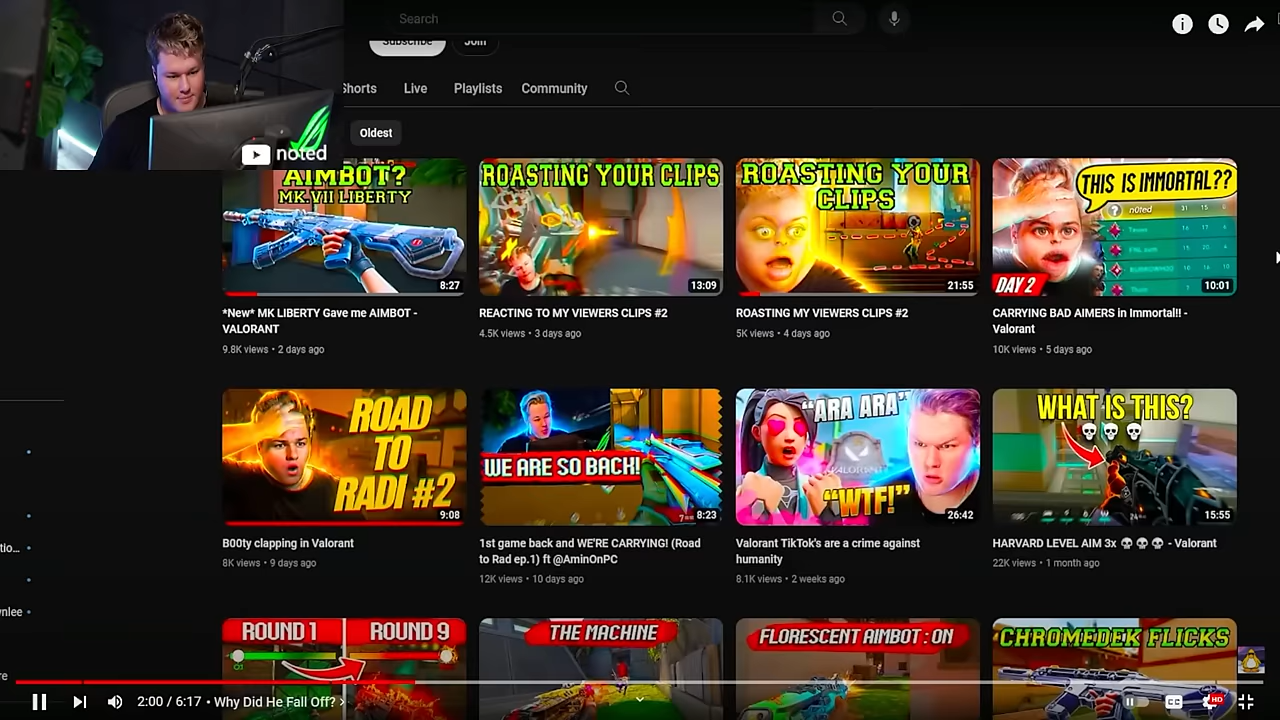 Search
Subscribe
Join
Shorts
Live
Playlists
Community
noted
Oldest
AIMBOT?
MK.VII LIBERTY
8:27
ROASTING YOUR CLIPS
13:09
ROASTING YOUR
CLIPS
21:55
THIS IS IMMORTAL??
n0ted
DAY 2
10:01
*New* MK LIBERTY Gave me AIMBOT -
VALORANT
9.8K views • 2 days ago
REACTING TO MY VIEWERS CLIPS #2
4.5K views • 3 days ago
ROASTING MY VIEWERS CLIPS #2
5K views • 4 days ago
CARRYING BAD AIMERS in Immortal!! -
Valorant
10K views • 5 days ago
ROAD
TO
RADI #2
9:08
WE ARE SO BACK!
8:23
"ARA ARA"
VALORANT
"WTF!"
26:42
WHAT IS THIS?
15:55
B00ty clapping in Valorant
8K views • 9 days ago
1st game back and WE'RE CARRYING! (Road
to Rad ep.1) ft @AminOnPC
12K views • 10 days ago
Valorant TikTok's are a crime against
humanity
8.1K views • 2 weeks ago
HARVARD LEVEL AIM 3x 💀 💀 💀 - Valorant
22K views • 1 month ago
tio...
wnlee
re
ROUND 1
ROUND 9
THE MACHINE
FLORESCENT AIMBOT : ON
CHROMEDEK FLICKS
2:00 / 6:17 • Why Did He Fall Off? ›
CC
HD